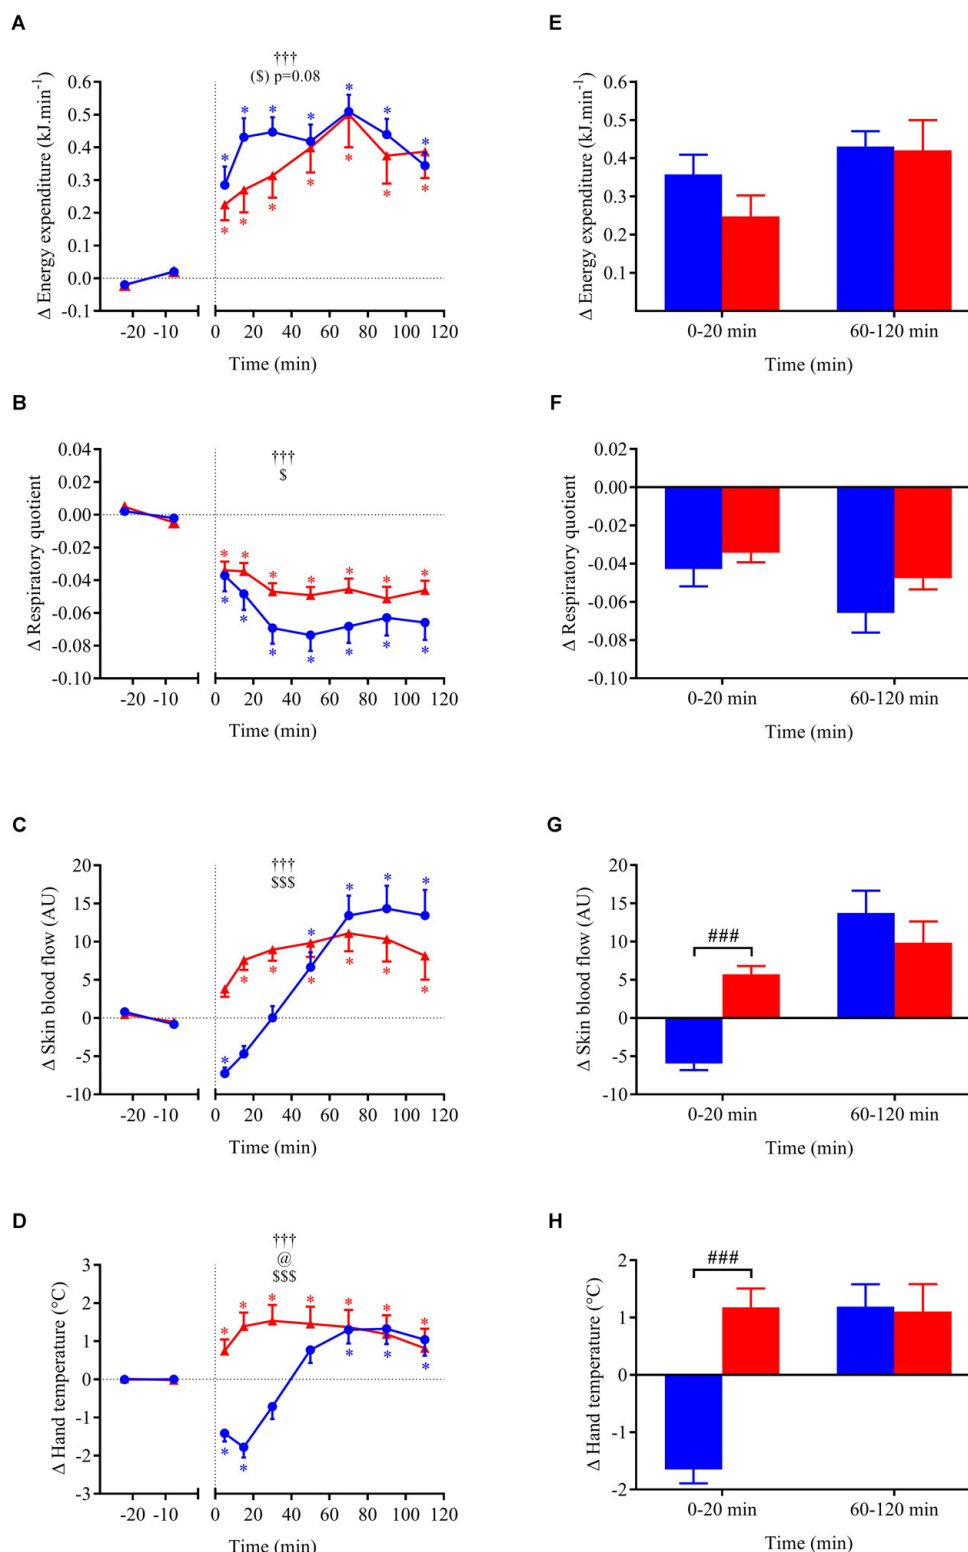 A
†††
($) p=0.08
Δ Energy expenditure (kJ.min⁻¹)
0.6
0.5
0.4
0.3
0.2
0.1
0.0
-0.1
* * * * * * *
* * * * * * *
-20 -10 0 20 40 60 80 100 120
Time (min)
E
Δ Energy expenditure (kJ.min⁻¹)
0.6
0.5
0.4
0.3
0.2
0.1
0-20 min 60-120 min
Time (min)
B
†††
$
Δ Respiratory quotient
0.04
0.02
0.00
-0.02
-0.04
-0.06
-0.08
-0.10
* * * * * * *
* * * * * * *
-20 -10 0 20 40 60 80 100 120
Time (min)
F
Δ Respiratory quotient
0.02
0.00
-0.02
-0.04
-0.06
-0.08
-0.10
0-20 min 60-120 min
Time (min)
C
†††
$$$
Δ Skin blood flow (AU)
20
15
10
5
0
-5
-10
* * * *
* * * * * *
*
-20 -10 0 20 40 60 80 100 120
Time (min)
G
Δ Skin blood flow (AU)
20
15
10
5
0
-5
-10
###
0-20 min 60-120 min
Time (min)
D
†††
@
$$$
Δ Hand temperature (°C)
3
2
1
0
-1
-2
-3
* * * * * * *
* * * * *
-20 -10 0 20 40 60 80 100 120
Time (min)
H
Δ Hand temperature (°C)
2
1
0
-1
-2
###
0-20 min 60-120 min
Time (min)